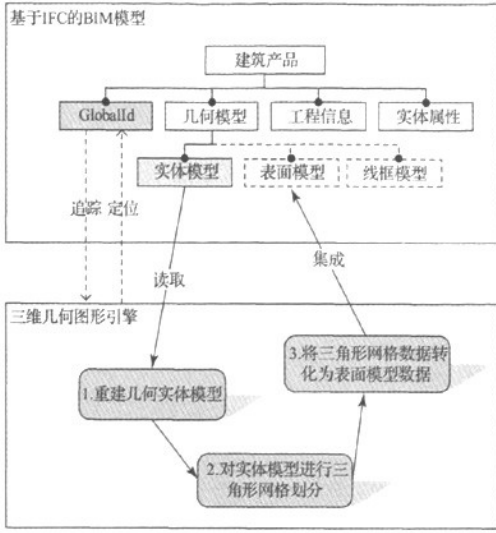 基于IFC的BIM模型
建筑产品
GlobalId
几何模型
工程信息
实体属性
实体模型
表面模型
线框模型
追踪 定位
读取
集成
三维几何图形引擎
3.将三角形网格数据转
化为表面模型数据
1.重建几何实体模型
2.对实体模型进行三
角形网格划分